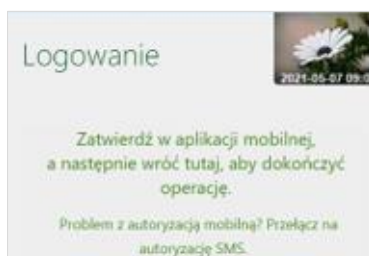 Logowanie
2021-05-07 09:0
Zatwierdź w aplikacji mobilnej,
a następnie wróć tutaj, aby dokończyć
operację.
Problem z autoryzacją mobilną? Przełącz na
autoryzację SMS.